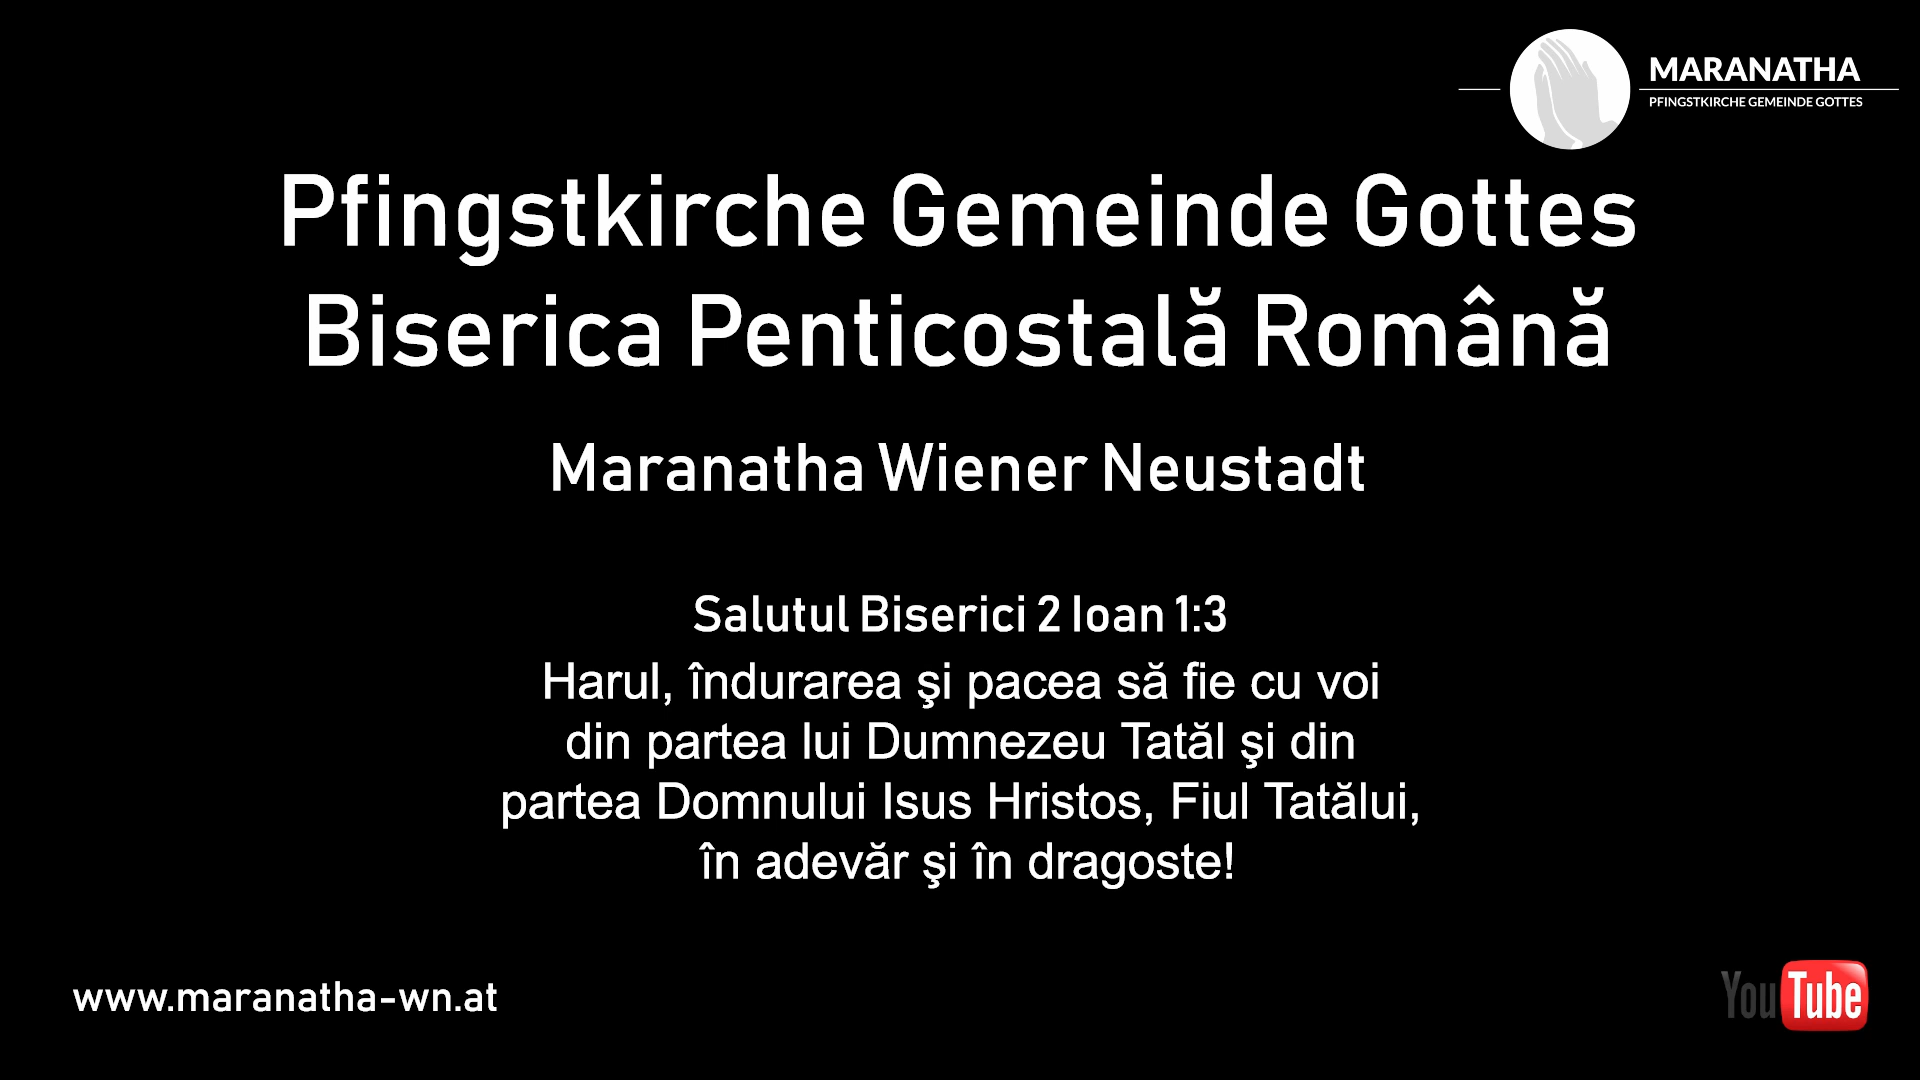 MARANATHA
PFINGSTKIRCHE GEMEINDE GOTTES
Pfingstkirche Gemeinde Gottes
Biserica Penticostală Română
Maranatha Wiener Neustadt
Salutul Biserici 2 Ioan 1:3
Harul, îndurarea şi pacea să fie cu voi
din partea lui Dumnezeu Tatăl şi din
partea Domnului Isus Hristos, Fiul Tatălui,
în adevăr şi în dragoste!
www.maranatha-wn.at
YouTube